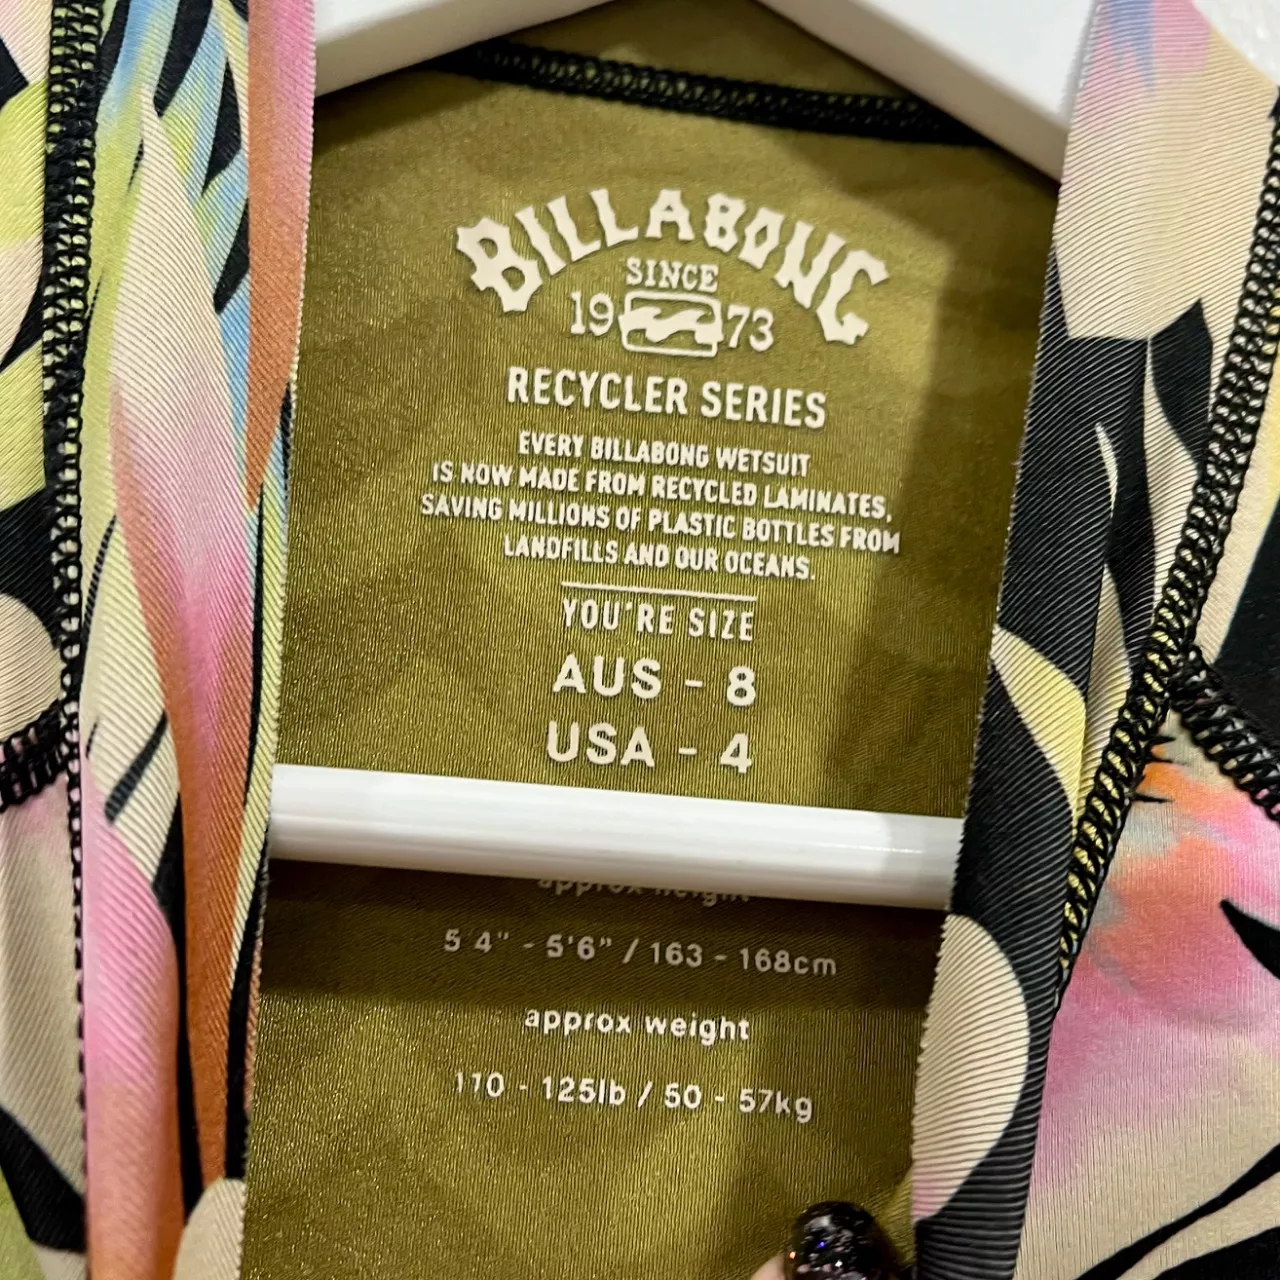 BILLABONG
SINCE
19 73
RECYCLER SERIES
EVERY BILLABONG WETSUIT
IS NOW MADE FROM RECYCLED LAMINATES,
SAVING MILLIONS OF PLASTIC BOTTLES FROM
LANDFILLS AND OUR OCEANS.
YOU'RE SIZE
AUS - 8
USA - 4
approx height
5 4" - 5'6" / 163 - 168cm
approx weight
110 - 125lb / 50 - 57kg